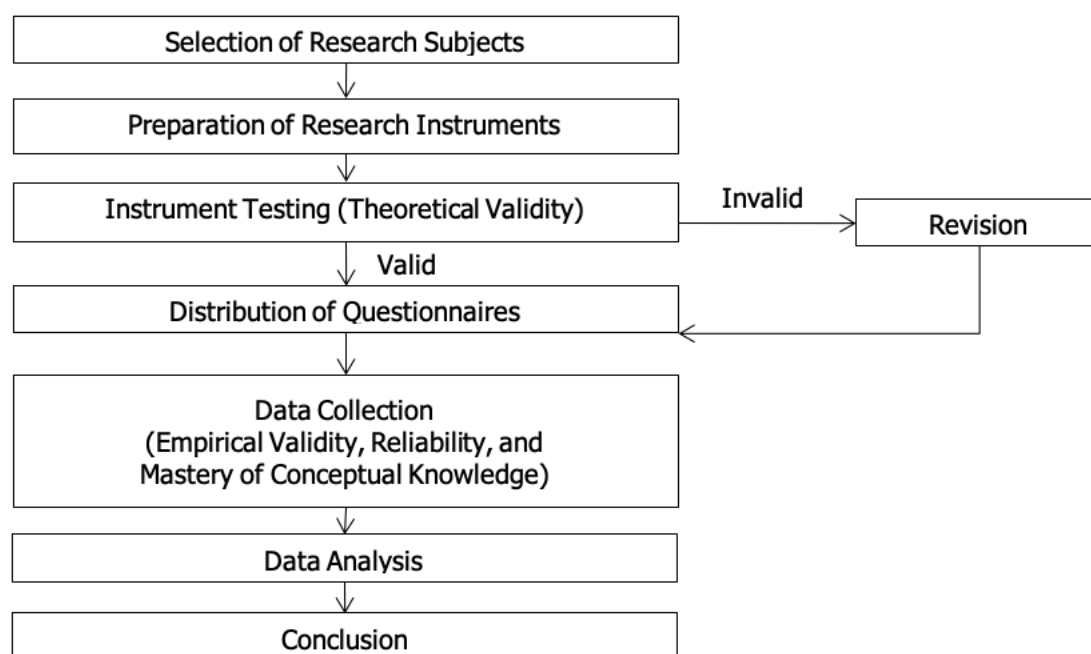 Selection of Research Subjects
Preparation of Research Instruments
Instrument Testing (Theoretical Validity)
Invalid
Revision
Valid
Distribution of Questionnaires
Data Collection
(Empirical Validity, Reliability, and
Mastery of Conceptual Knowledge)
Data Analysis
Conclusion